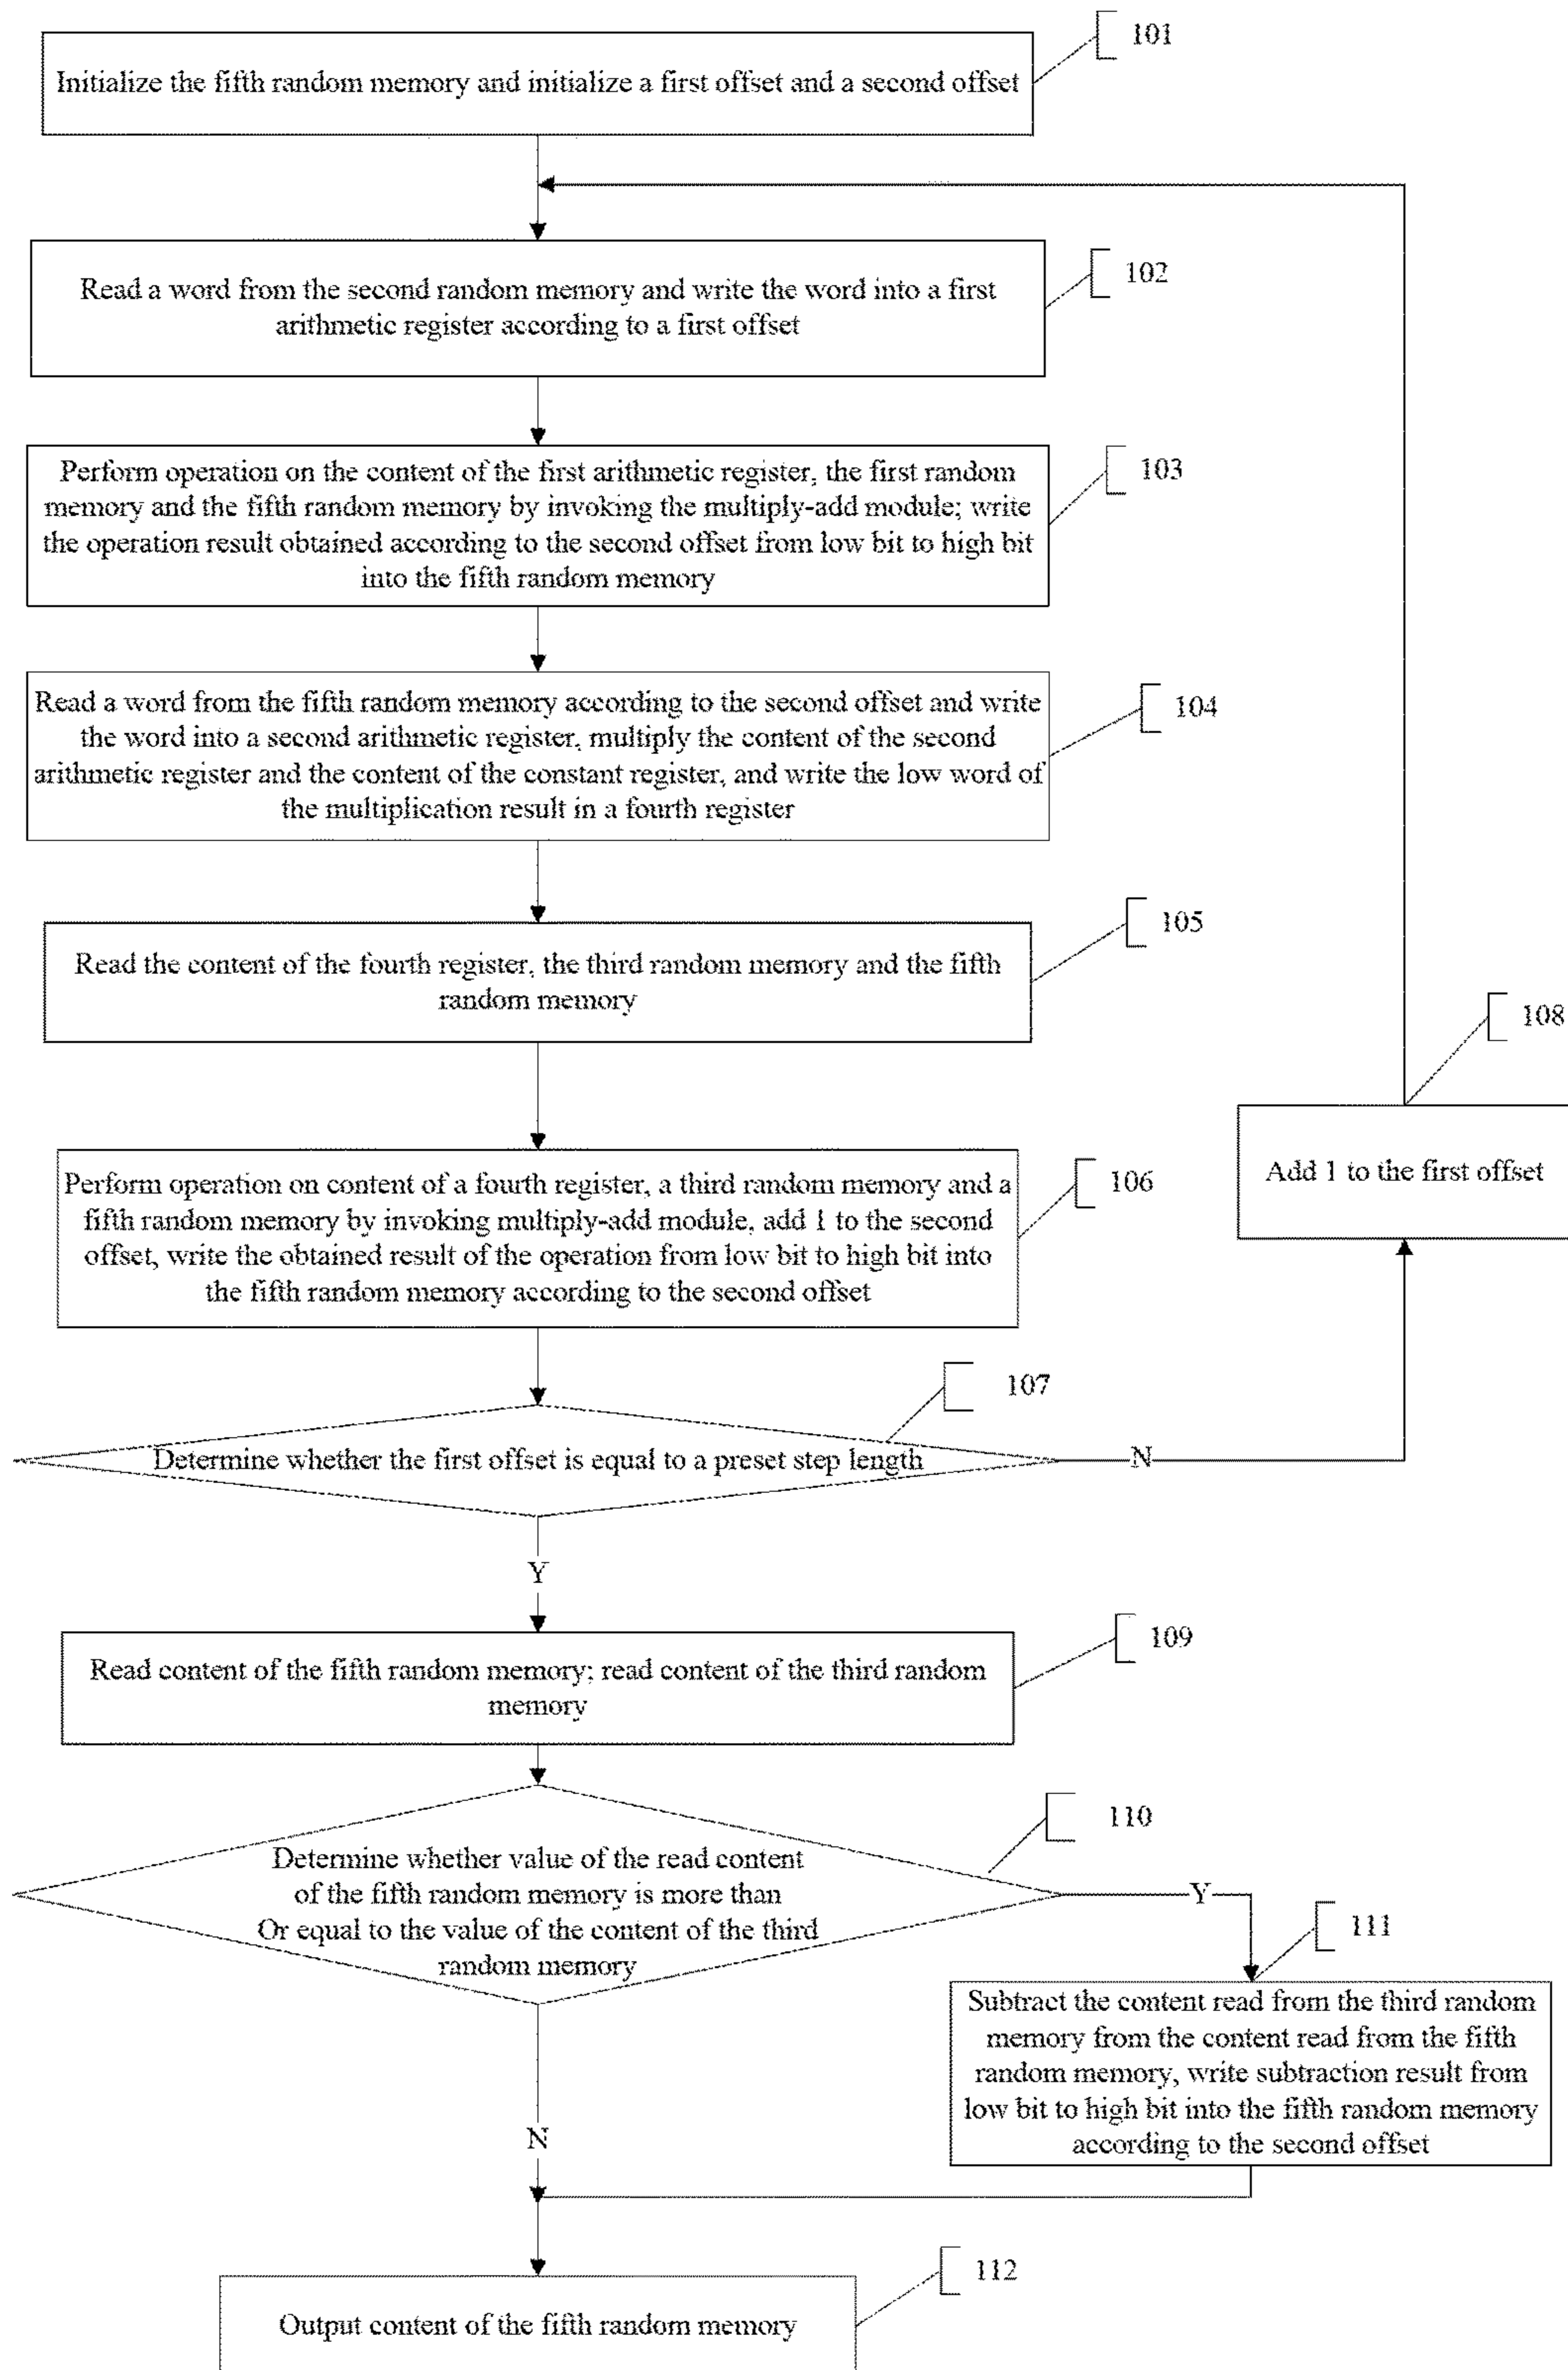 101
Initialize the fifth random memory and initialize a first offset and a second offset
102
Read a word from the second random memory and write the word into a first
arithmetic register according to a first offset
103
Perform operation on the content of the first arithmetic register, the first random
memory and the fifth random memory by invoking the multiply-add module; write
the operation result obtained according to the second offset from low bit to high bit
into the fifth random memory
104
Read a word from the fifth random memory according to the second offset and write
the word into a second arithmetic register, multiply the content of the second
arithmetic register and the content of the constant register, and write the low word of
the multiplication result in a fourth register
105
Read the content of the fourth register, the third random memory and the fifth
random memory
108
Add 1 to the first offset
106
Perform operation on content of a fourth register, a third random memory and a
fifth random memory by invoking multiply-add module, add 1 to the second
offset, write the obtained result of the operation from low bit to high bit into
the fifth random memory according to the second offset
107
Determine whether the first offset is equal to a preset step length
N
Y
109
Read content of the fifth random memory; read content of the third random
memory
110
Determine whether value of the read content
of the fifth random memory is more than
Or equal to the value of the content of the third
random memory
Y
111
Subtract the content read from the third random
memory from the content read from the fifth
random memory, write subtraction result from
low bit to high bit into the fifth random memory
according to the second offset
N
112
Output content of the fifth random memory